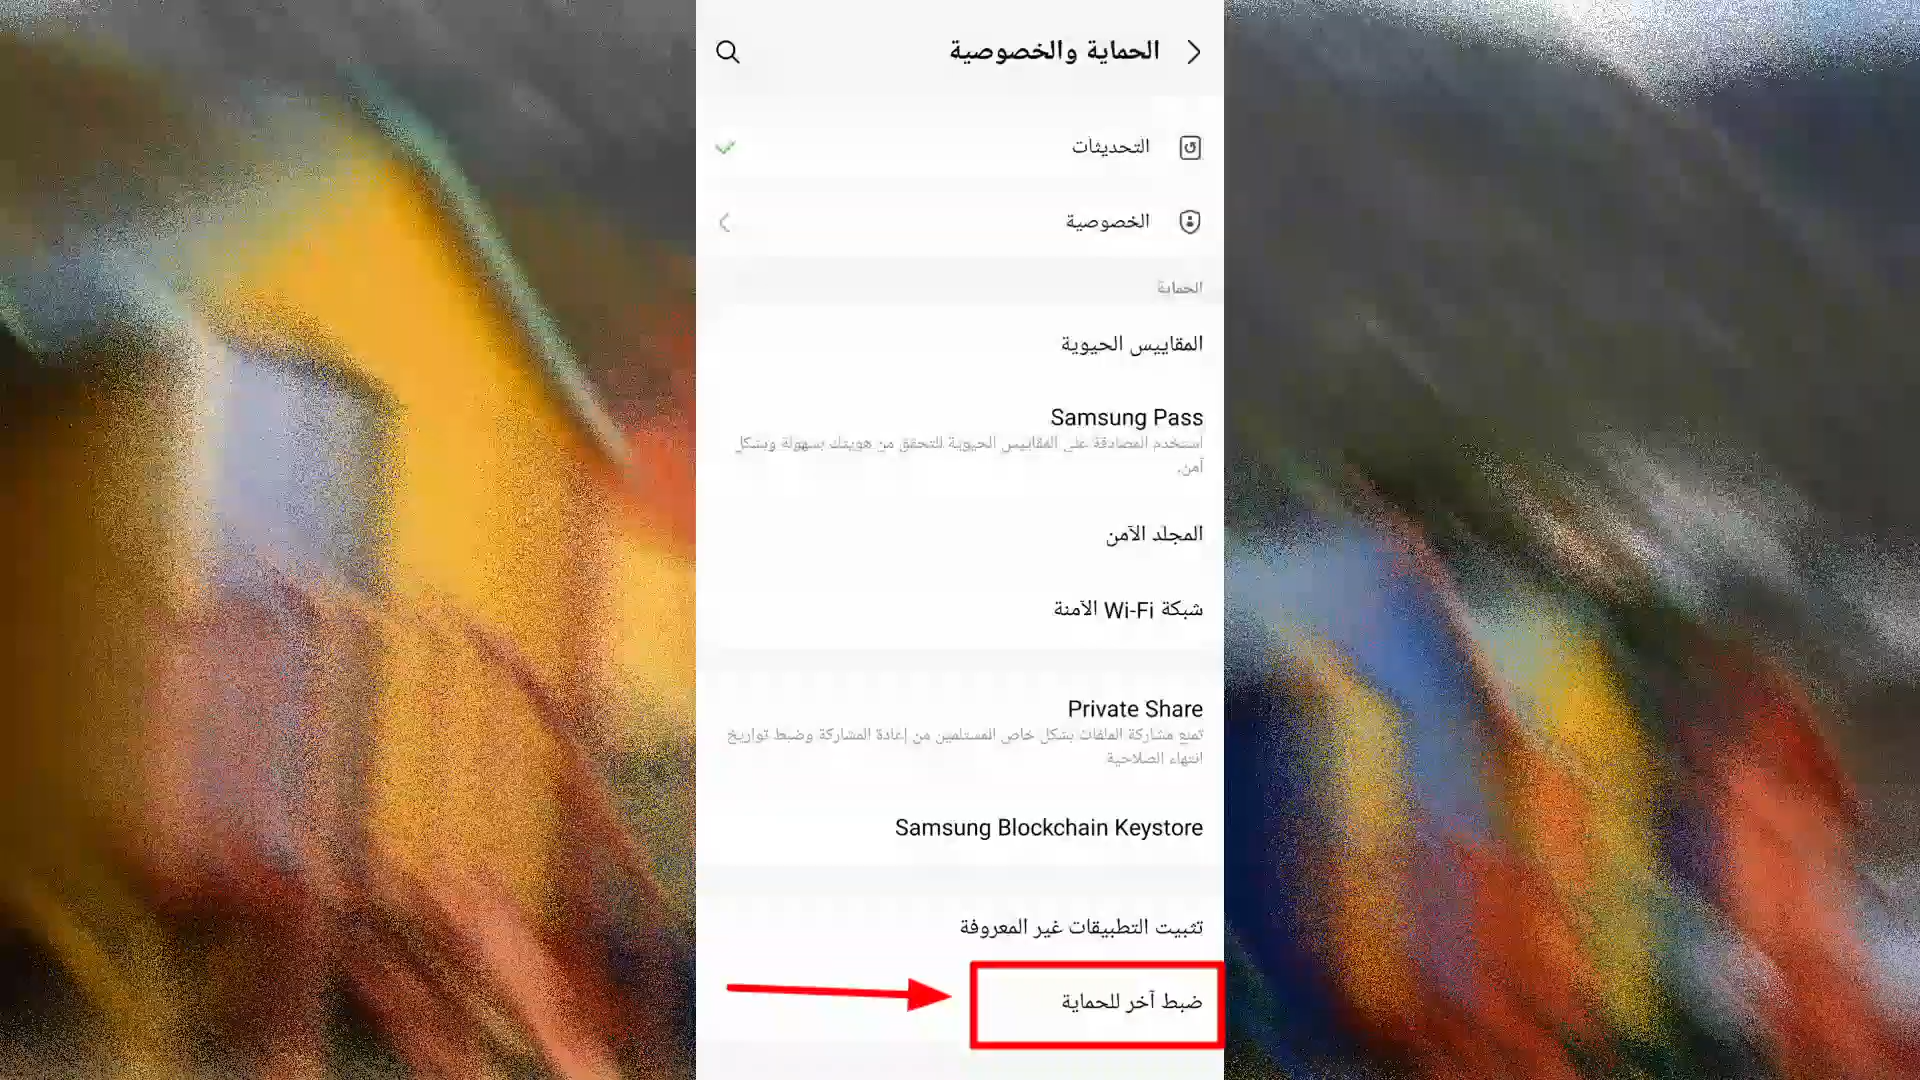 الحماية والخصوصية
التحديثات
الخصوصية
الحماية
المقاييس الحيوية
Samsung Pass
استخدم المصادقة على المقاييس الحيوية للتحقق من هويتك بسهولة وبشكل
آمن.
المجلد الآمن
شبكة Wi-Fi الآمنة
Private Share
تمنع مشاركة الملفات بشكل خاص المستلمين من إعادة المشاركة وضبط تواريخ
انتهاء الصلاحية
Samsung Blockchain Keystore
تثبيت التطبيقات غير المعروفة
ضبط آخر للحماية